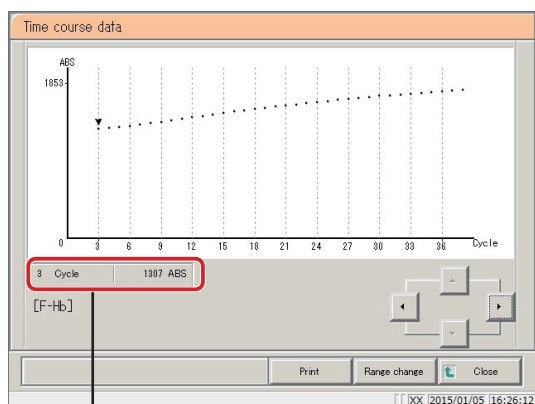 Time course data
ABS
1853
0
3 6 9 12 15 18 21 24 27 30 33 36 Cycle
3 Cycle 1307 ABS
[F-Hb]
Print Range change Close
XX 2015/01/05 16:26:12